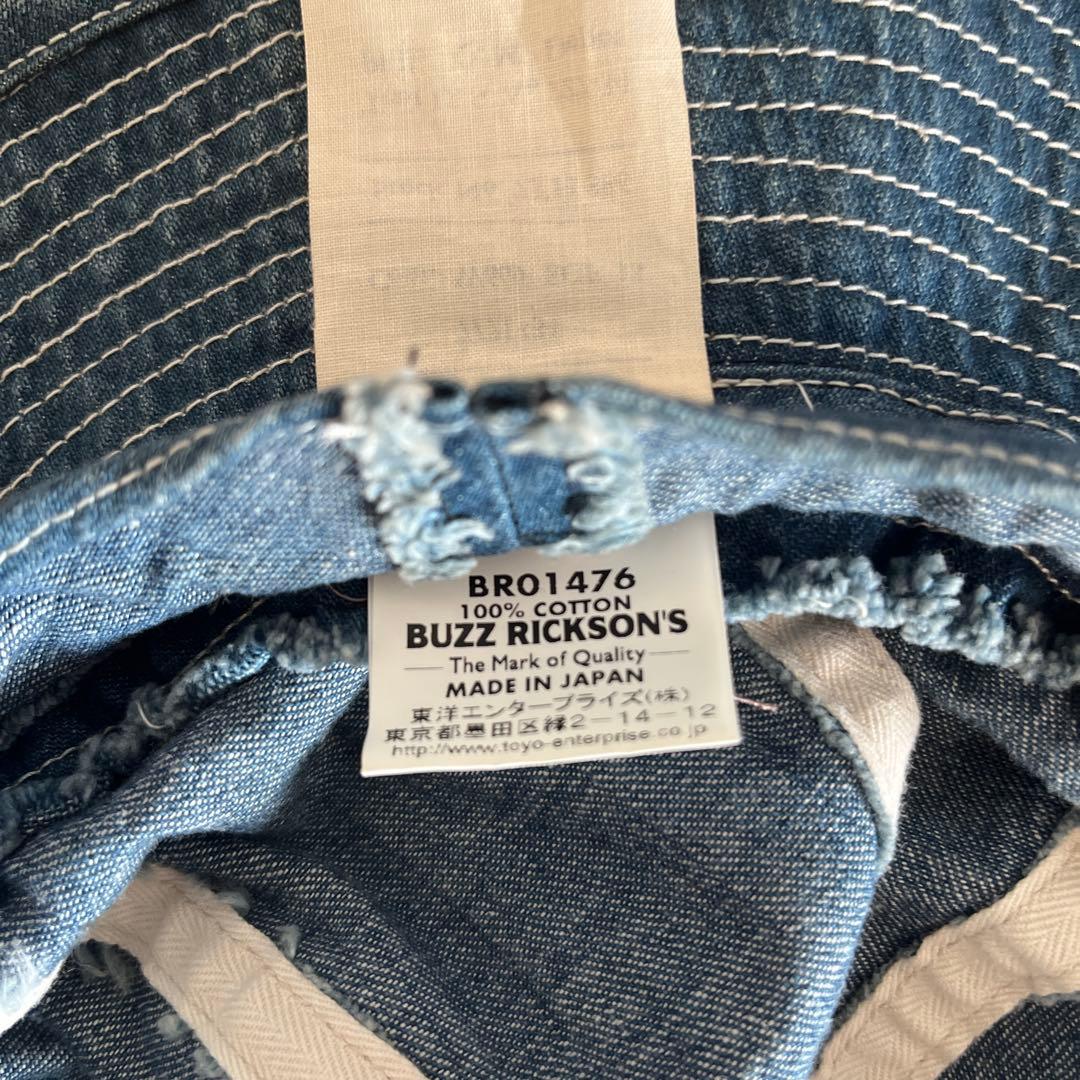 BR01476
100% COTTON
BUZZ RICKSON'S
The Mark of Quality
MADE IN JAPAN
東洋エンタープライズ(株)
東京都墨田区緑2-14-12
http://www.toyo-enterprise.co.jp